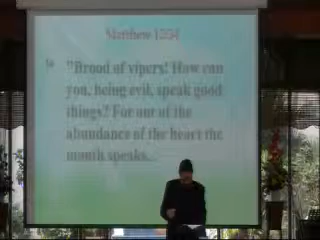 Matthew 12:34
34 "Brood of vipers! How can
you, being evil, speak good
things? For out of the
abundance of the heart the
mouth speaks.